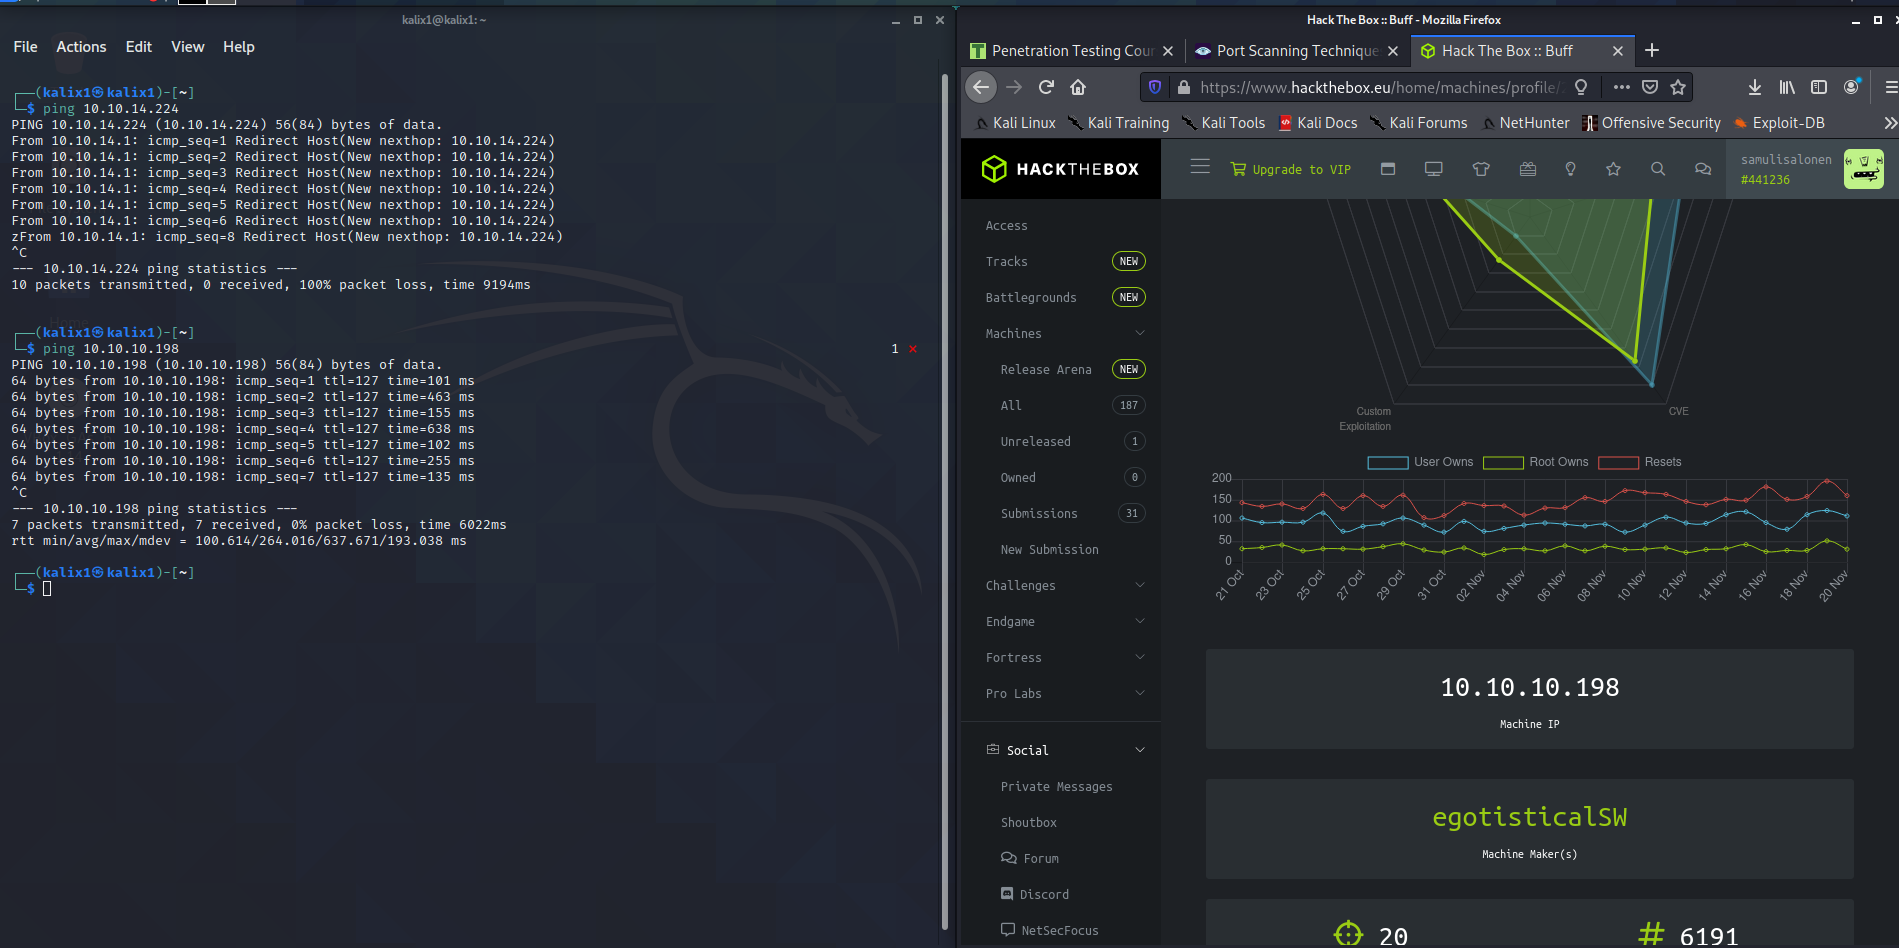 kalix1@kalix1: ~
File Actions Edit View Help
┌──(kalix1㉿kalix1)-[~]
└─$ ping 10.10.14.224
PING 10.10.14.224 (10.10.14.224) 56(84) bytes of data.
From 10.10.14.1: icmp_seq=1 Redirect Host(New nexthop: 10.10.14.224)
From 10.10.14.1: icmp_seq=2 Redirect Host(New nexthop: 10.10.14.224)
From 10.10.14.1: icmp_seq=3 Redirect Host(New nexthop: 10.10.14.224)
From 10.10.14.1: icmp_seq=4 Redirect Host(New nexthop: 10.10.14.224)
From 10.10.14.1: icmp_seq=5 Redirect Host(New nexthop: 10.10.14.224)
From 10.10.14.1: icmp_seq=6 Redirect Host(New nexthop: 10.10.14.224)
zFrom 10.10.14.1: icmp_seq=8 Redirect Host(New nexthop: 10.10.14.224)
^C
--- 10.10.14.224 ping statistics ---
10 packets transmitted, 0 received, 100% packet loss, time 9194ms
┌──(kalix1㉿kalix1)-[~]
└─$ ping 10.10.10.198 1 ⨯
PING 10.10.10.198 (10.10.10.198) 56(84) bytes of data.
64 bytes from 10.10.10.198: icmp_seq=1 ttl=127 time=101 ms
64 bytes from 10.10.10.198: icmp_seq=2 ttl=127 time=463 ms
64 bytes from 10.10.10.198: icmp_seq=3 ttl=127 time=155 ms
64 bytes from 10.10.10.198: icmp_seq=4 ttl=127 time=638 ms
64 bytes from 10.10.10.198: icmp_seq=5 ttl=127 time=102 ms
64 bytes from 10.10.10.198: icmp_seq=6 ttl=127 time=255 ms
64 bytes from 10.10.10.198: icmp_seq=7 ttl=127 time=135 ms
^C
--- 10.10.10.198 ping statistics ---
7 packets transmitted, 7 received, 0% packet loss, time 6022ms
rtt min/avg/max/mdev = 100.614/264.016/637.671/193.038 ms
┌──(kalix1㉿kalix1)-[~]
└─$
Hack The Box :: Buff - Mozilla Firefox
Penetration Testing Cour Port Scanning Technique Hack The Box :: Buff
https://www.hackthebox.eu/home/machines/profile/
Kali Linux Kali Training Kali Tools Kali Docs Kali Forums NetHunter Offensive Security Exploit-DB
HACKTHEBOX
Upgrade to VIP
samulisalonen
#441236
Access
Tracks NEW
Battlegrounds NEW
Machines
Release Arena NEW
All 187
Unreleased 1
Owned 0
Submissions 31
New Submission
Challenges
Endgame
Fortress
Pro Labs
Social
Private Messages
Shoutbox
Forum
Discord
NetSecFocus
Custom
Exploitation
CVE
User Owns Root Owns Resets
200
150
100
50
0
21 Oct 23 Oct 25 Oct 27 Oct 29 Oct 31 Oct 02 Nov 04 Nov 06 Nov 08 Nov 10 Nov 12 Nov 14 Nov 16 Nov 18 Nov 20 Nov
10.10.10.198
Machine IP
egotisticalSW
Machine Maker(s)
20
# 6191